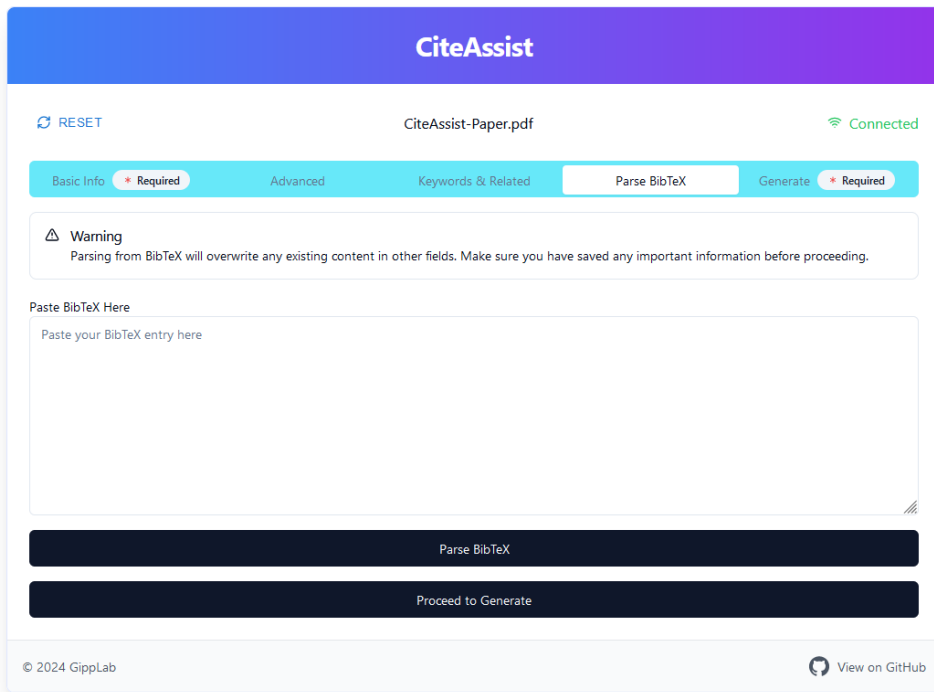 CiteAssist
RESET CiteAssist-Paper.pdf Connected
Basic Info * Required Advanced Keywords & Related Parse BibTeX Generate * Required
Warning
Parsing from BibTeX will overwrite any existing content in other fields. Make sure you have saved any important information before proceeding.
Paste BibTeX Here
Paste your BibTeX entry here
Parse BibTeX
Proceed to Generate
© 2024 GippLab View on GitHub